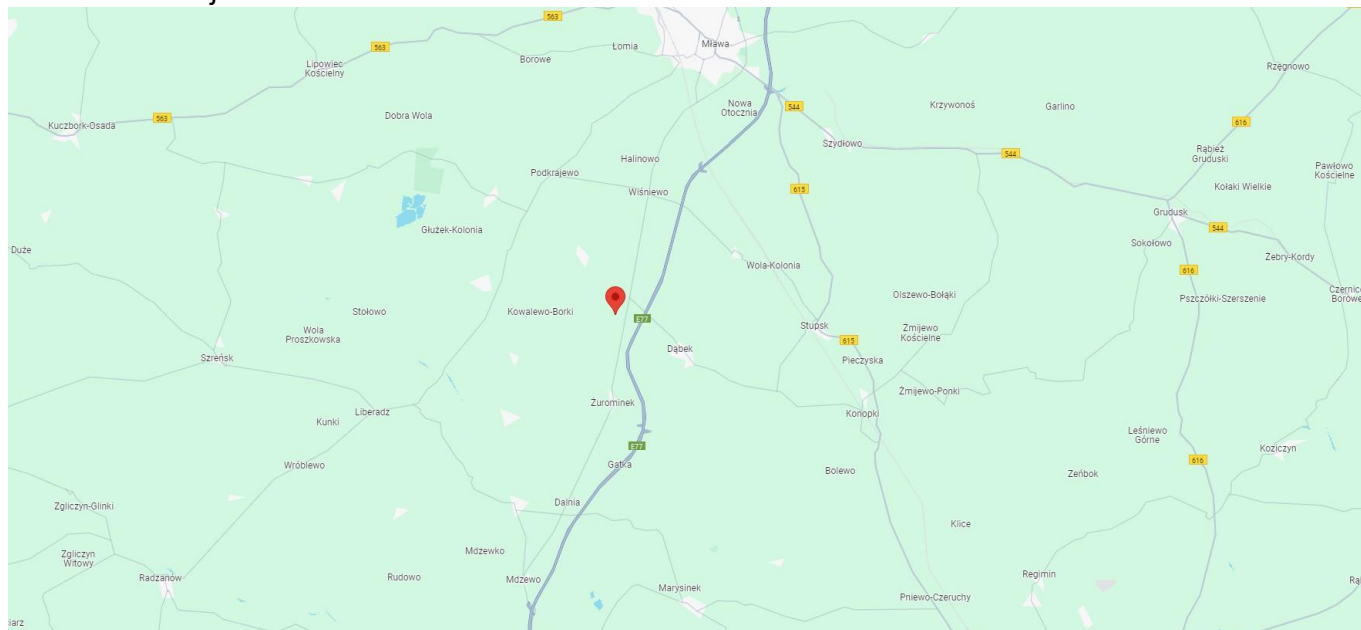 563
563
Lipowiec
Kościelny
Borowe
Łomia
Mława
Rzęgnowo
Kuczbork-Osada
563
Dobra Wola
Nowa
Otocznia
544
Krzywonoś
Garlino
616
Szydłowo
544
Rąbież
Gruduski
Pawłowo
Kościelne
Halinowo
Podkrajewo
Wiśniewo
615
Kołaki Wielkie
Grudusk
544
Głużek-Kolonia
Sokołowo
Duże
Żebry-Kordy
Wola-Kolonia
616
Olszewo-Bołąki
Pszczółki-Szerszenie
Czernice
Borowe
Stołowo
Kowalewo-Borki
E77
Wola
Proszkowska
Stupsk
Żmijewo
Kościelne
615
Dąbek
Szreńsk
Pieczyska
Żmijewo-Ponki
Żurominek
Liberadz
Kunki
Konopki
Leśniewo
Górne
E77
Koziczyn
616
Wróblewo
Gatka
Bolewo
Żeńbok
Zgliczyn-Glinki
Dalnia
Klice
Zgliczyn
Witowy
Mdzewko
Radzanów
Rudowo
Mdzewo
Marysinek
Regimin
Pniewo-Czeruchy
iarz